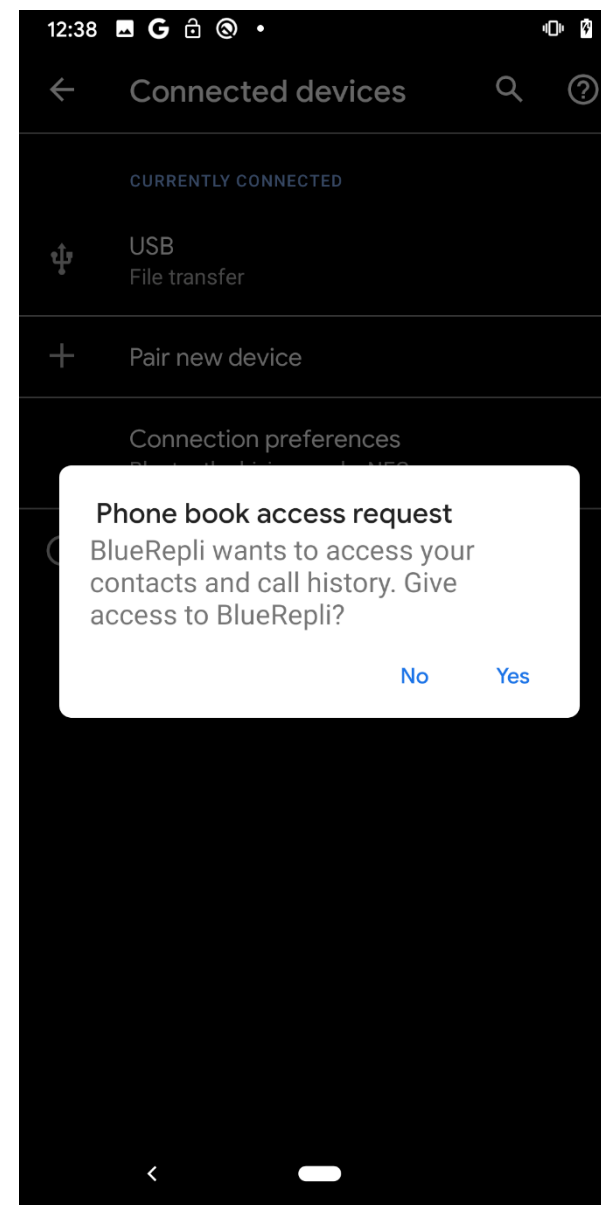 12:38
Connected devices
CURRENTLY CONNECTED
USB
File transfer
Pair new device
Connection preferences
Phone book access request
BlueRepli wants to access your
contacts and call history. Give
access to BlueRepli?
No Yes